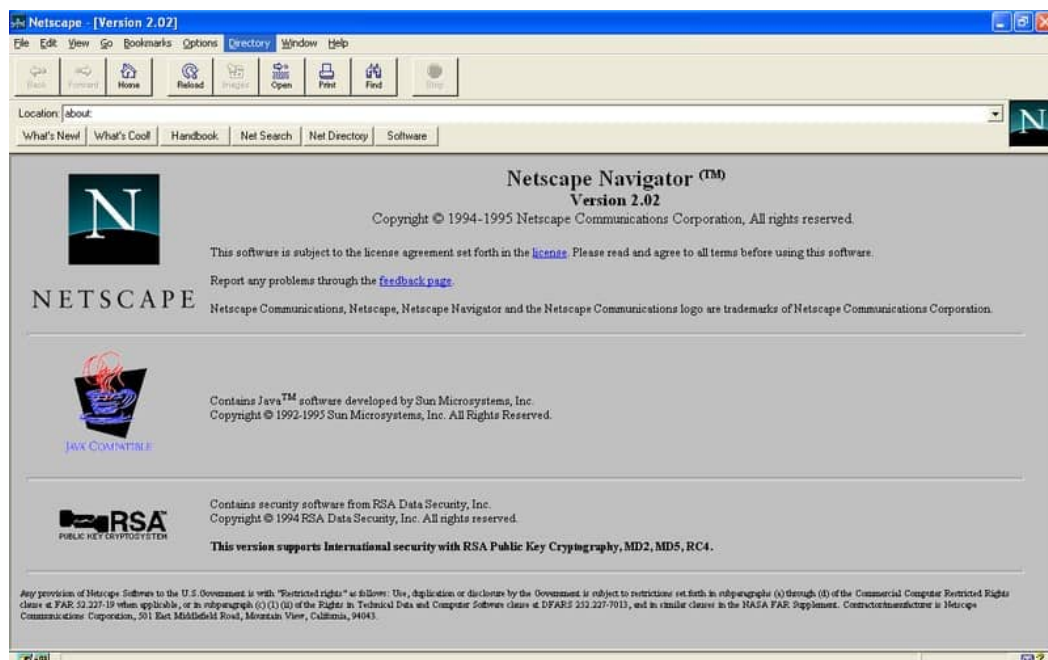 Netscape - [Version 2.02]
File Edit View Go Bookmarks Options Directory Window Help
Back Forward Home Reload Images Open Print Find Stop
Location: about:
What's New! What's Cool! Handbook Net Search Net Directory Software
N
N
NETSCAPE
Netscape Navigator (TM)
Version 2.02
Copyright © 1994-1995 Netscape Communications Corporation, All rights reserved.
This software is subject to the license agreement set forth in the license. Please read and agree to all terms before using this software.
Report any problems through the feedback page.
Netscape Communications, Netscape, Netscape Navigator and the Netscape Communications logo are trademarks of Netscape Communications Corporation.
JAVA COMPATIBLE
Contains Java™ software developed by Sun Microsystems, Inc.
Copyright © 1992-1995 Sun Microsystems, Inc. All Rights Reserved.
RSA™
PUBLIC KEY CRYPTOSYSTEM
Contains security software from RSA Data Security, Inc.
Copyright © 1994 RSA Data Security, Inc. All rights reserved.
This version supports International security with RSA Public Key Cryptography, MD2, MD5, RC4.
Any provision of Netscape Software to the U.S. Government is with "Restricted rights" as follows: Use, duplication or disclosure by the Government is subject to restrictions set forth in subparagraphs (a) through (d) of the Commercial Computer Restricted Rights
clause at FAR 52.227-19 when applicable, or in subparagraph (c) (1) (ii) of the Rights in Technical Data and Computer Software clause at DFARS 252.227-7013, and in similar clauses in the NASA FAR Supplement. Contractor/manufacturer is Netscape
Communications Corporation, 501 East Middlefield Road, Mountain View, California, 94043.